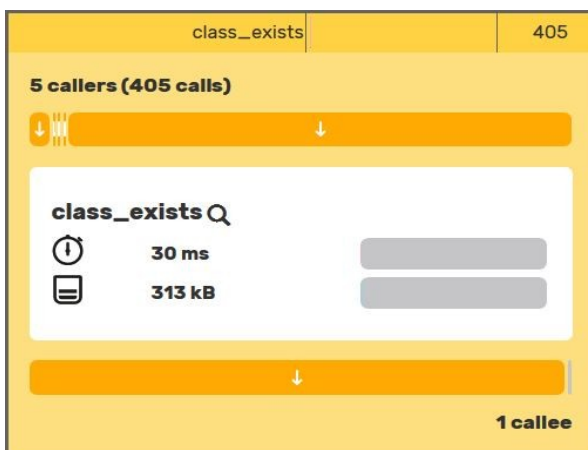 class_exists 405
5 callers (405 calls)
class_exists
30 ms
313 kB
1 callee